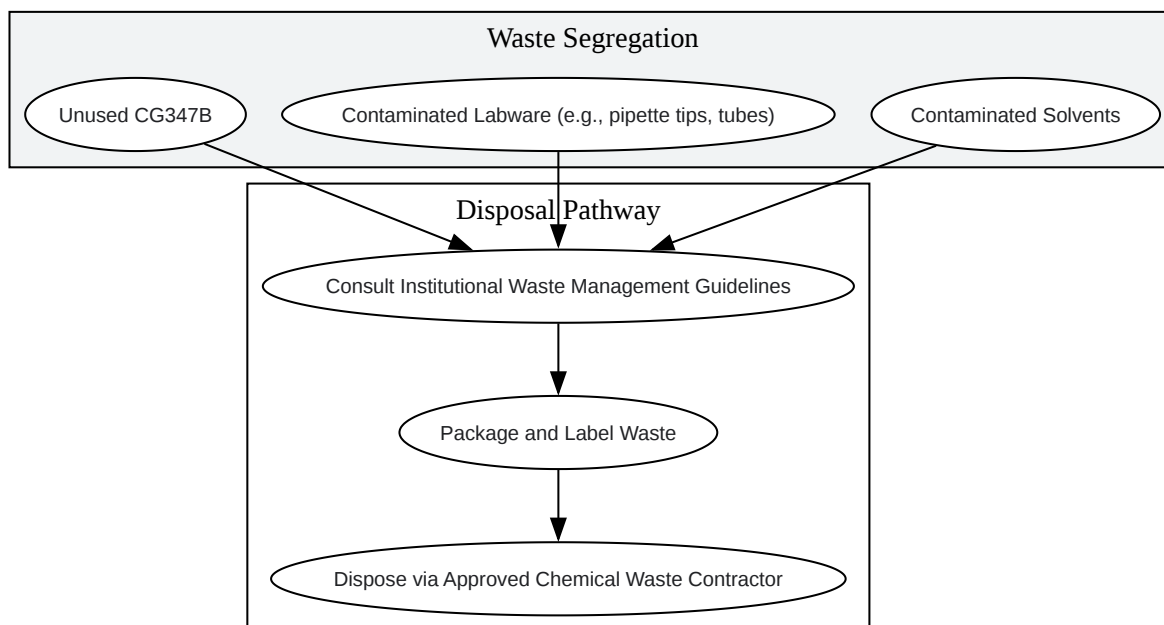 Waste Segregation
Unused CG347B
Contaminated Labware (e.g., pipette tips, tubes)
Contaminated Solvents
Disposal Pathway
Consult Institutional Waste Management Guidelines
Package and Label Waste
Dispose via Approved Chemical Waste Contractor